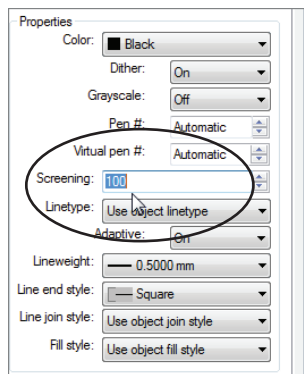 Properties
Color: Black
Dither: On
Grayscale: Off
Pen #: Automatic
Virtual pen #: Automatic
Screening: 100
Linetype: Use object linetype
Adaptive: On
Lineweight: 0.5000 mm
Line end style: Square
Line join style: Use object join style
Fill style: Use object fill style